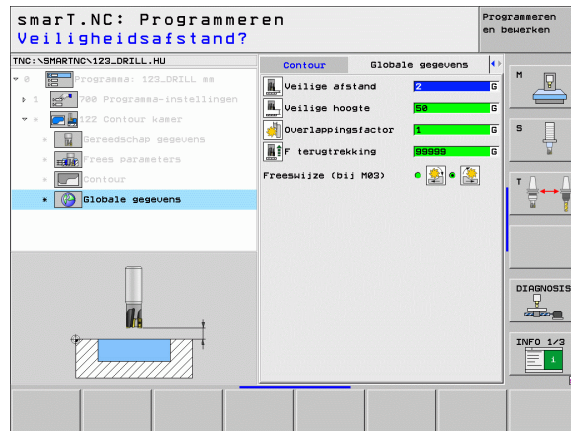 smarT.NC: Programmeren
Veiligheidsafstand?
Programmeren
en bewerken
TNC:\SMARTNC\123_DRILL.HU
0 Programma: 123_DRILL mm
1 700 Programma-instellingen
* 122 Contour kamer
* Gereedschap gegevens
* Frees parameters
* Contour
* Globale gegevens
Contour Globale gegevens
Veilige afstand 2 G
Veilige hoogte 50 G
Overlappingsfactor 1 G
F terugtrekking 99999 G
Freeswijze (bij M03)
M
S
T
DIAGNOSIS
INFO 1/3